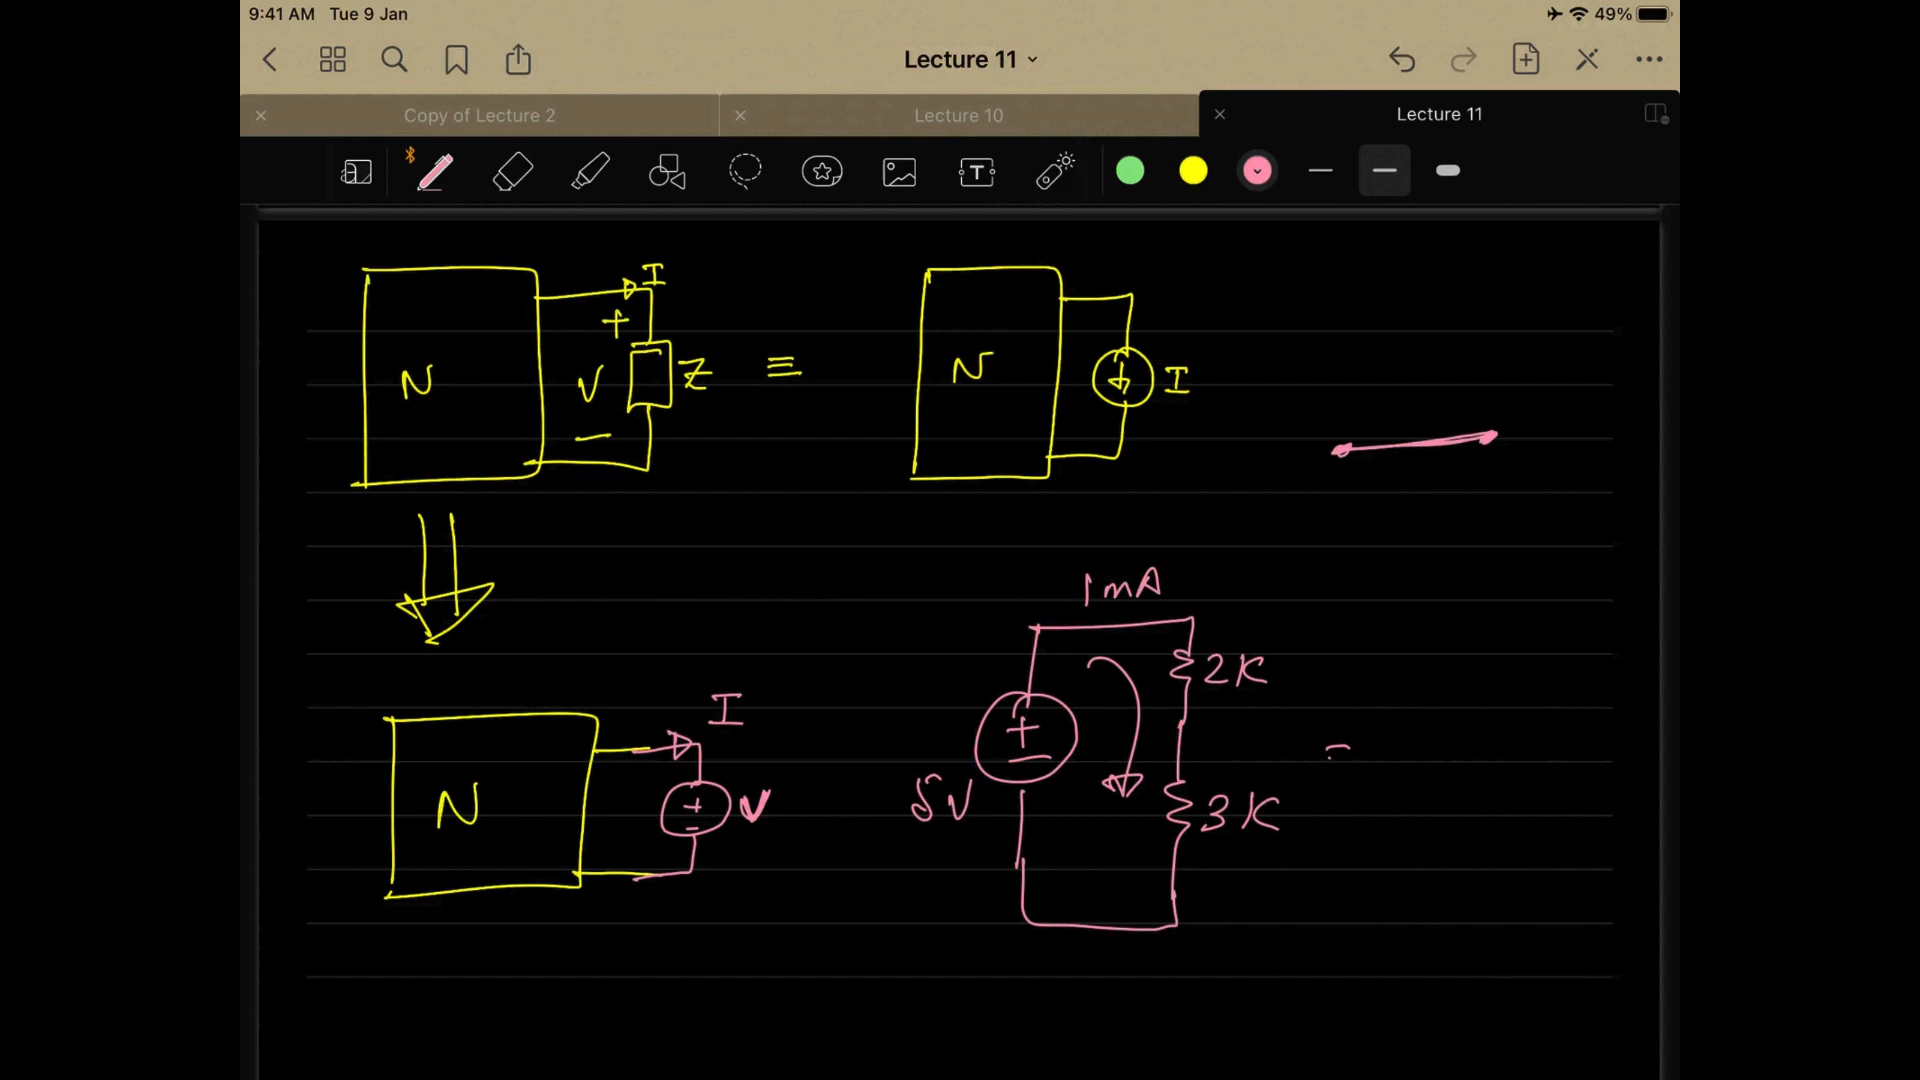 9:41 AM Tue 9 Jan
49%
Lecture 11
Copy of Lecture 2
Lecture 10
Lecture 11
T
I
+
N
V
Z
≡
N
I
−
1mA
2K
I
+
−
N
+
−
V
5V
3K
=